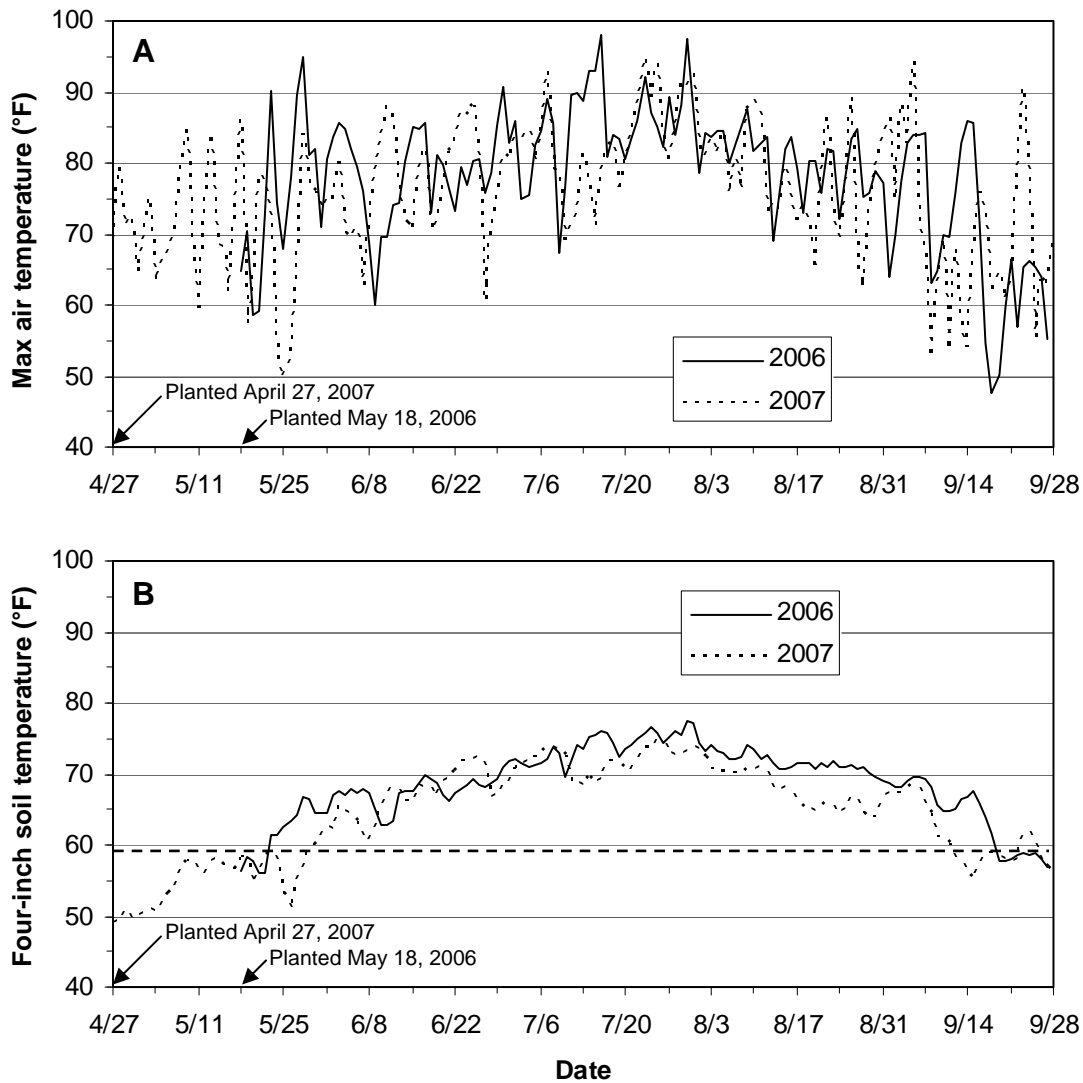 Max air temperature (°F)
100
90
80
70
60
50
40
A
2006
2007
Planted April 27, 2007
Planted May 18, 2006
4/27 5/11 5/25 6/8 6/22 7/6 7/20 8/3 8/17 8/31 9/14 9/28
Four-inch soil temperature (°F)
100
90
80
70
60
50
40
B
2006
2007
Planted April 27, 2007
Planted May 18, 2006
4/27 5/11 5/25 6/8 6/22 7/6 7/20 8/3 8/17 8/31 9/14 9/28
Date